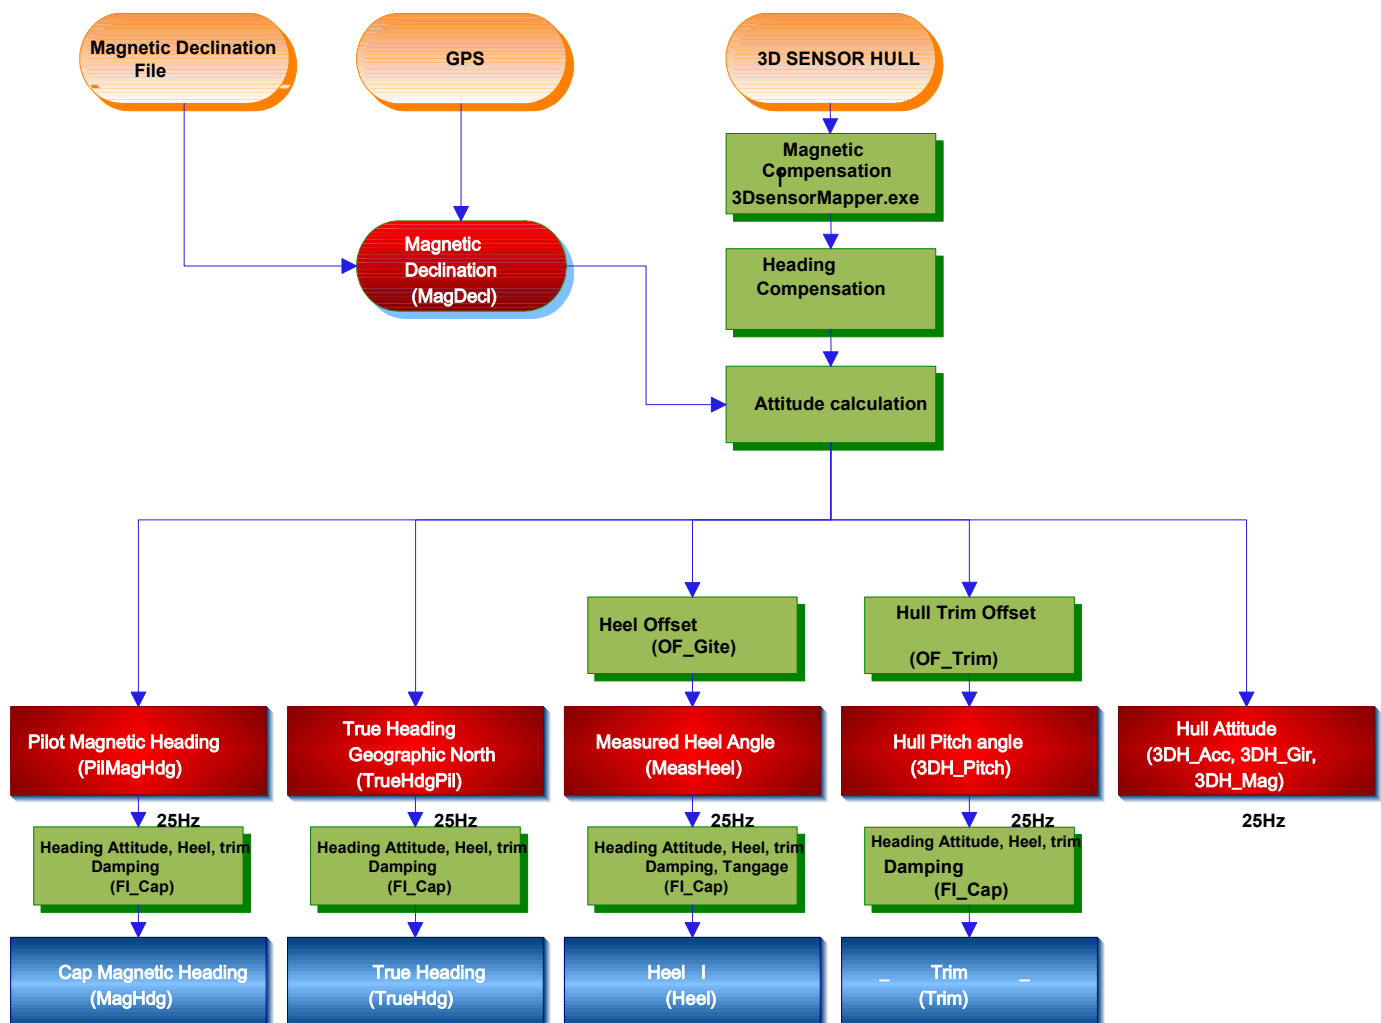 Magnetic Declination
File
GPS
3D SENSOR HULL
Magnetic
Compensation
3DsensorMapper.exe
Magnetic
Declination
(MagDecl)
Heading
Compensation
Attitude calculation
Heel Offset
(OF_Gite)
Hull Trim Offset
(OF_Trim)
Pilot Magnetic Heading
(PilMagHdg)
True Heading
Geographic North
(TrueHdgPil)
Measured Heel Angle
(MeasHeel)
Hull Pitch angle
(3DH_Pitch)
Hull Attitude
(3DH_Acc, 3DH_Gir,
3DH_Mag)
25Hz
25Hz
25Hz
25Hz
25Hz
Heading Attitude, Heel, trim
Damping
(FI_Cap)
Heading Attitude, Heel, trim
Damping
(FI_Cap)
Heading Attitude, Heel, trim
Damping, Tangage
(FI_Cap)
Heading Attitude, Heel, trim
Damping
(FI_Cap)
Cap Magnetic Heading
(MagHdg)
True Heading
(TrueHdg)
Heel
(Heel)
Trim
(Trim)